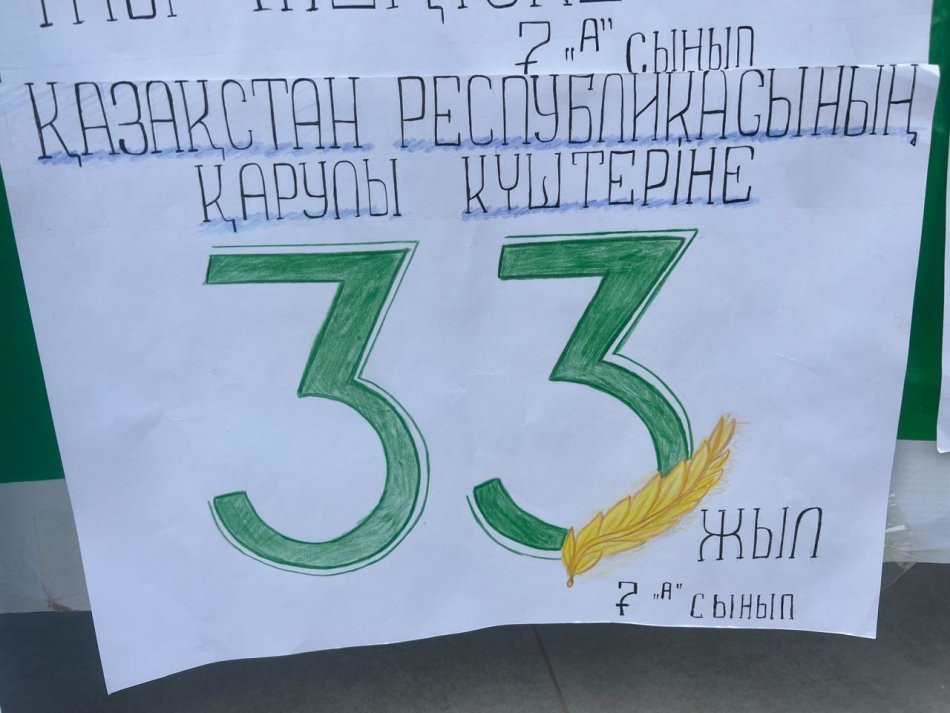 7 "А" сынып
ҚАЗАҚСТАН РЕСПУБЛИКАСЫНЫҢ
ҚАРУЛЫ КҮШТЕРІНЕ
33
ЖЫЛ
7 "А" сынып